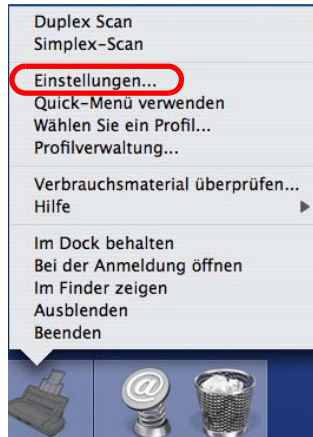 Duplex Scan
Simplex-Scan
Einstellungen...
Quick-Menü verwenden
Wählen Sie ein Profil...
Profilverwaltung...
Verbrauchsmaterial überprüfen...
Hilfe
Im Dock behalten
Bei der Anmeldung öffnen
Im Finder zeigen
Ausblenden
Beenden
@